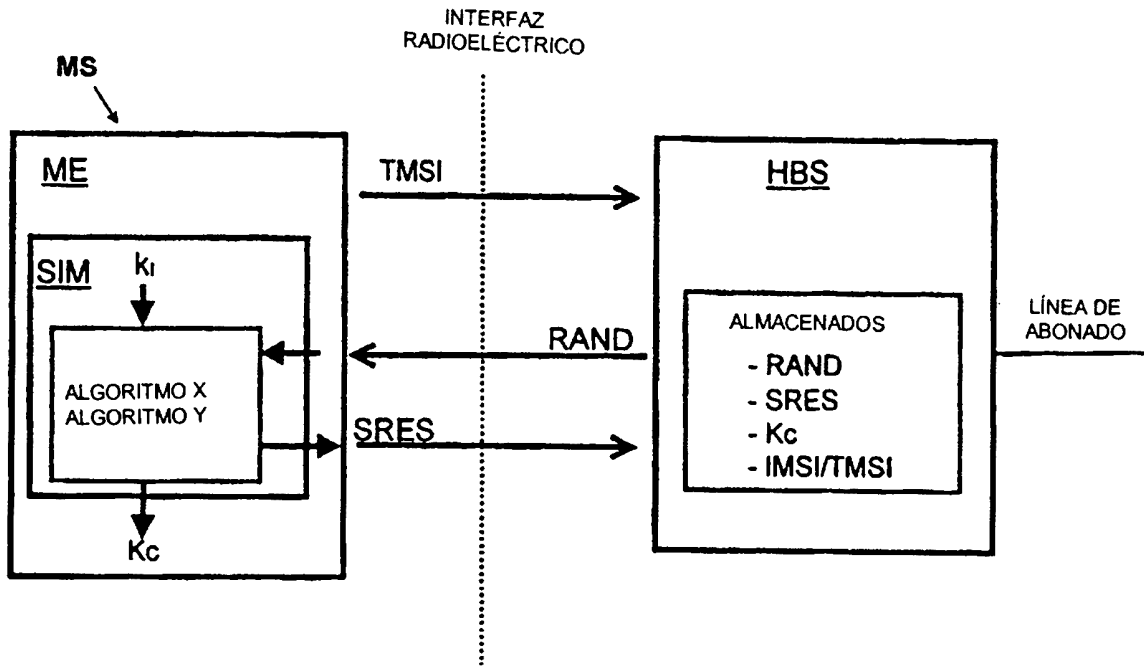 INTERFAZ
RADIOELÉCTRICO
MS
ME
TMSI
HBS
SIM
kI
ALGORITMO X
ALGORITMO Y
RAND
SRES
Kc
ALMACENADOS
- RAND
- SRES
- Kc
- IMSI/TMSI
LÍNEA DE
ABONADO